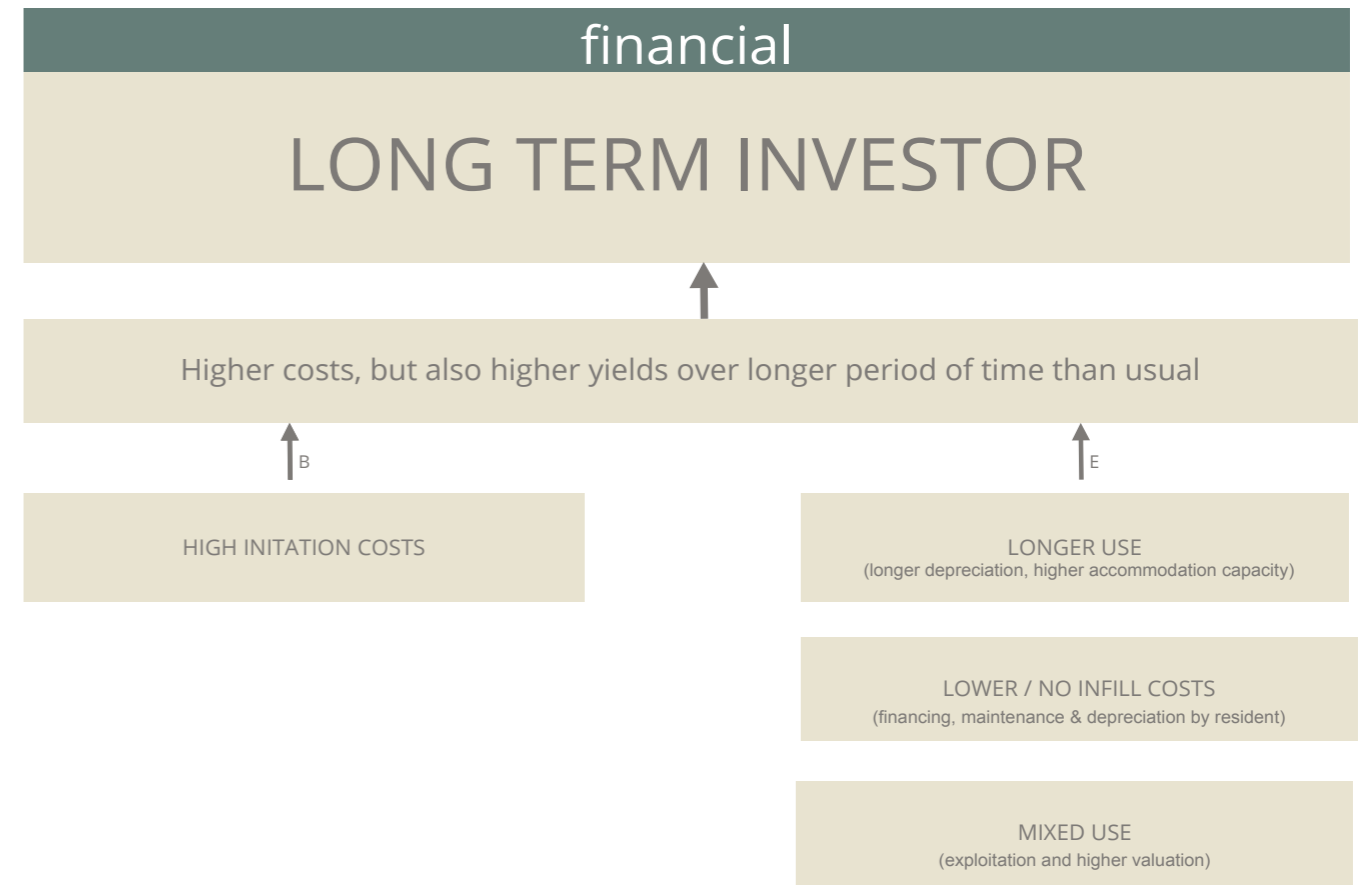 financial
LONG TERM INVESTOR
Higher costs, but also higher yields over longer period of time than usual
B
E
HIGH INITATION COSTS
LONGER USE
(longer depreciation, higher accommodation capacity)
LOWER / NO INFILL COSTS
(financing, maintenance & depreciation by resident)
MIXED USE
(exploitation and higher valuation)